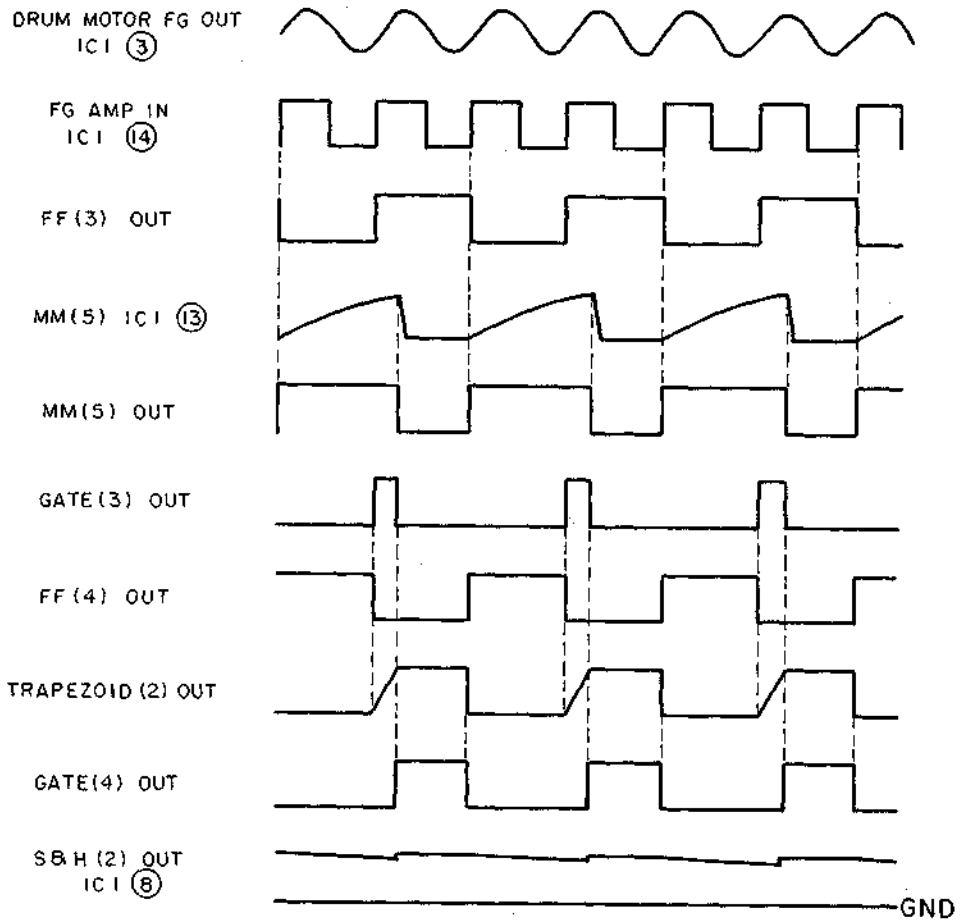 DRUM MOTOR FG OUT
IC1 ③
FG AMP IN
IC1 ⑭
FF(3) OUT
MM(5) IC1 ⑬
MM(5) OUT
GATE(3) OUT
FF(4) OUT
TRAPEZOID(2) OUT
GATE(4) OUT
S&H(2) OUT
IC1 ⑧
GND